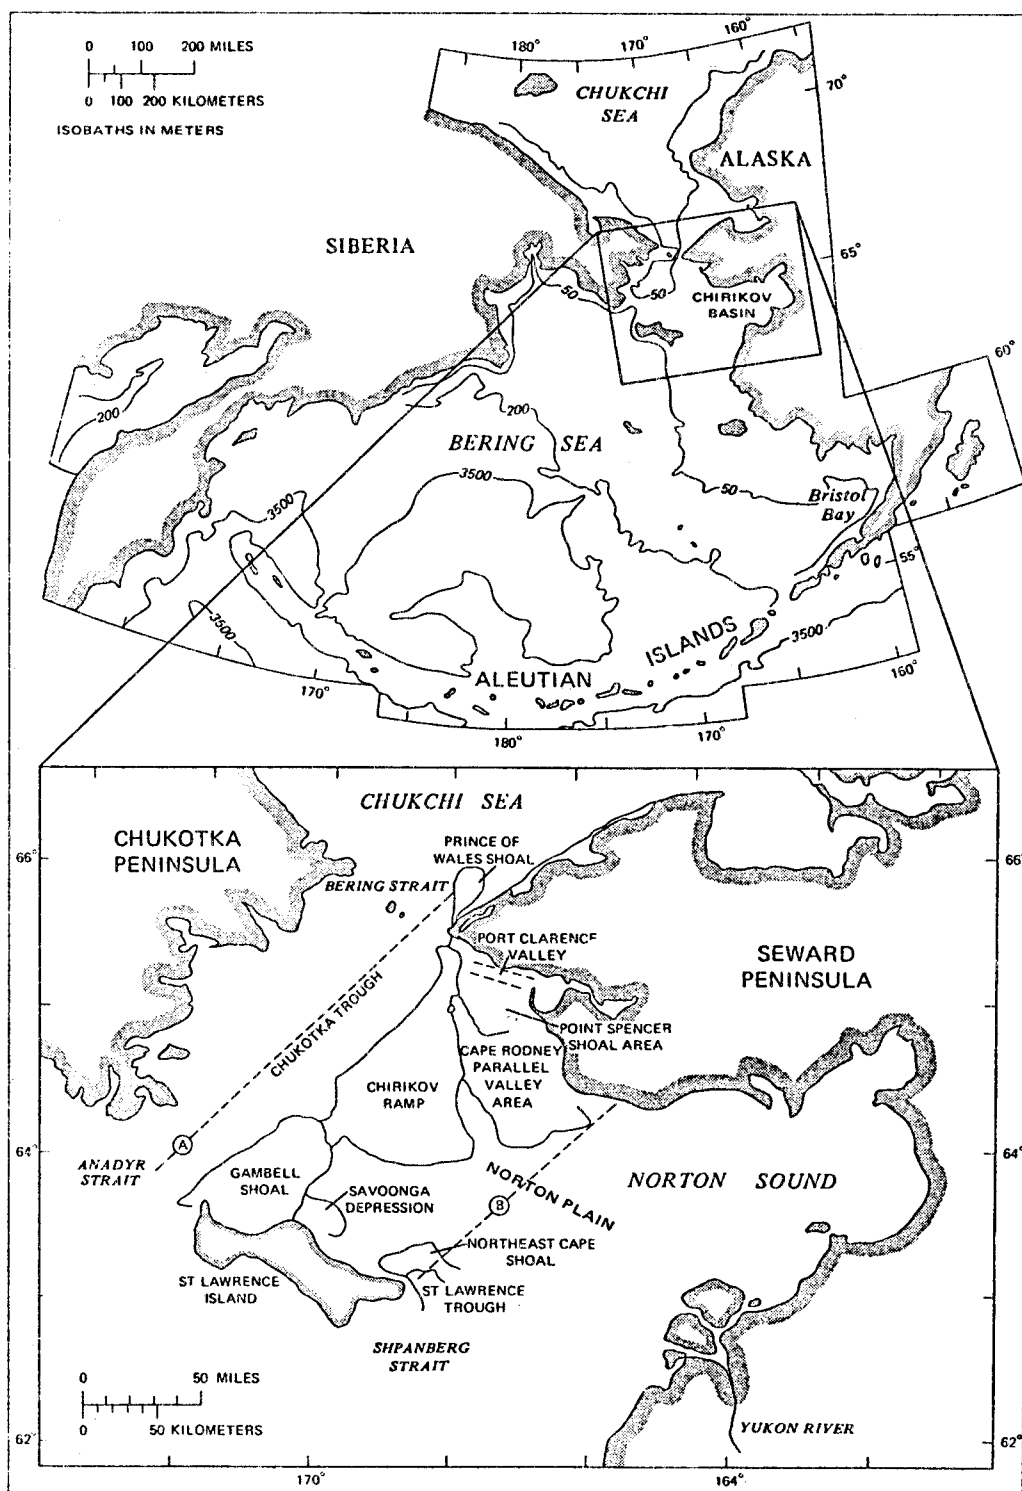 0 100 200 MILES
0 100 200 KILOMETERS
ISOBATHS IN METERS
180°
170°
160°
70°
CHUKCHI
SEA
ALASKA
SIBERIA
65°
50
50
CHIRIKOV
BASIN
60°
200
200
BERING SEA
3500
3500
50
Bristol
Bay
55°
3500
ISLANDS
3500
ALEUTIAN
170°
180°
170°
160°
CHUKCHI SEA
CHUKOTKA
PENINSULA
PRINCE OF
WALES SHOAL
66°
66°
BERING STRAIT
PORT CLARENCE
VALLEY
SEWARD
PENINSULA
CHUKOTKA TROUGH
POINT SPENCER
SHOAL AREA
CAPE RODNEY
PARALLEL
VALLEY
AREA
CHIRIKOV
RAMP
A
64°
64°
ANADYR
STRAIT
GAMBELL
SHOAL
SAVOONGA
DEPRESSION
NORTON PLAIN
NORTON SOUND
B
NORTHEAST CAPE
SHOAL
ST LAWRENCE
ISLAND
ST LAWRENCE
TROUGH
SHPANBERG
STRAIT
0 50 MILES
0 50 KILOMETERS
YUKON RIVER
62°
62°
170°
164°